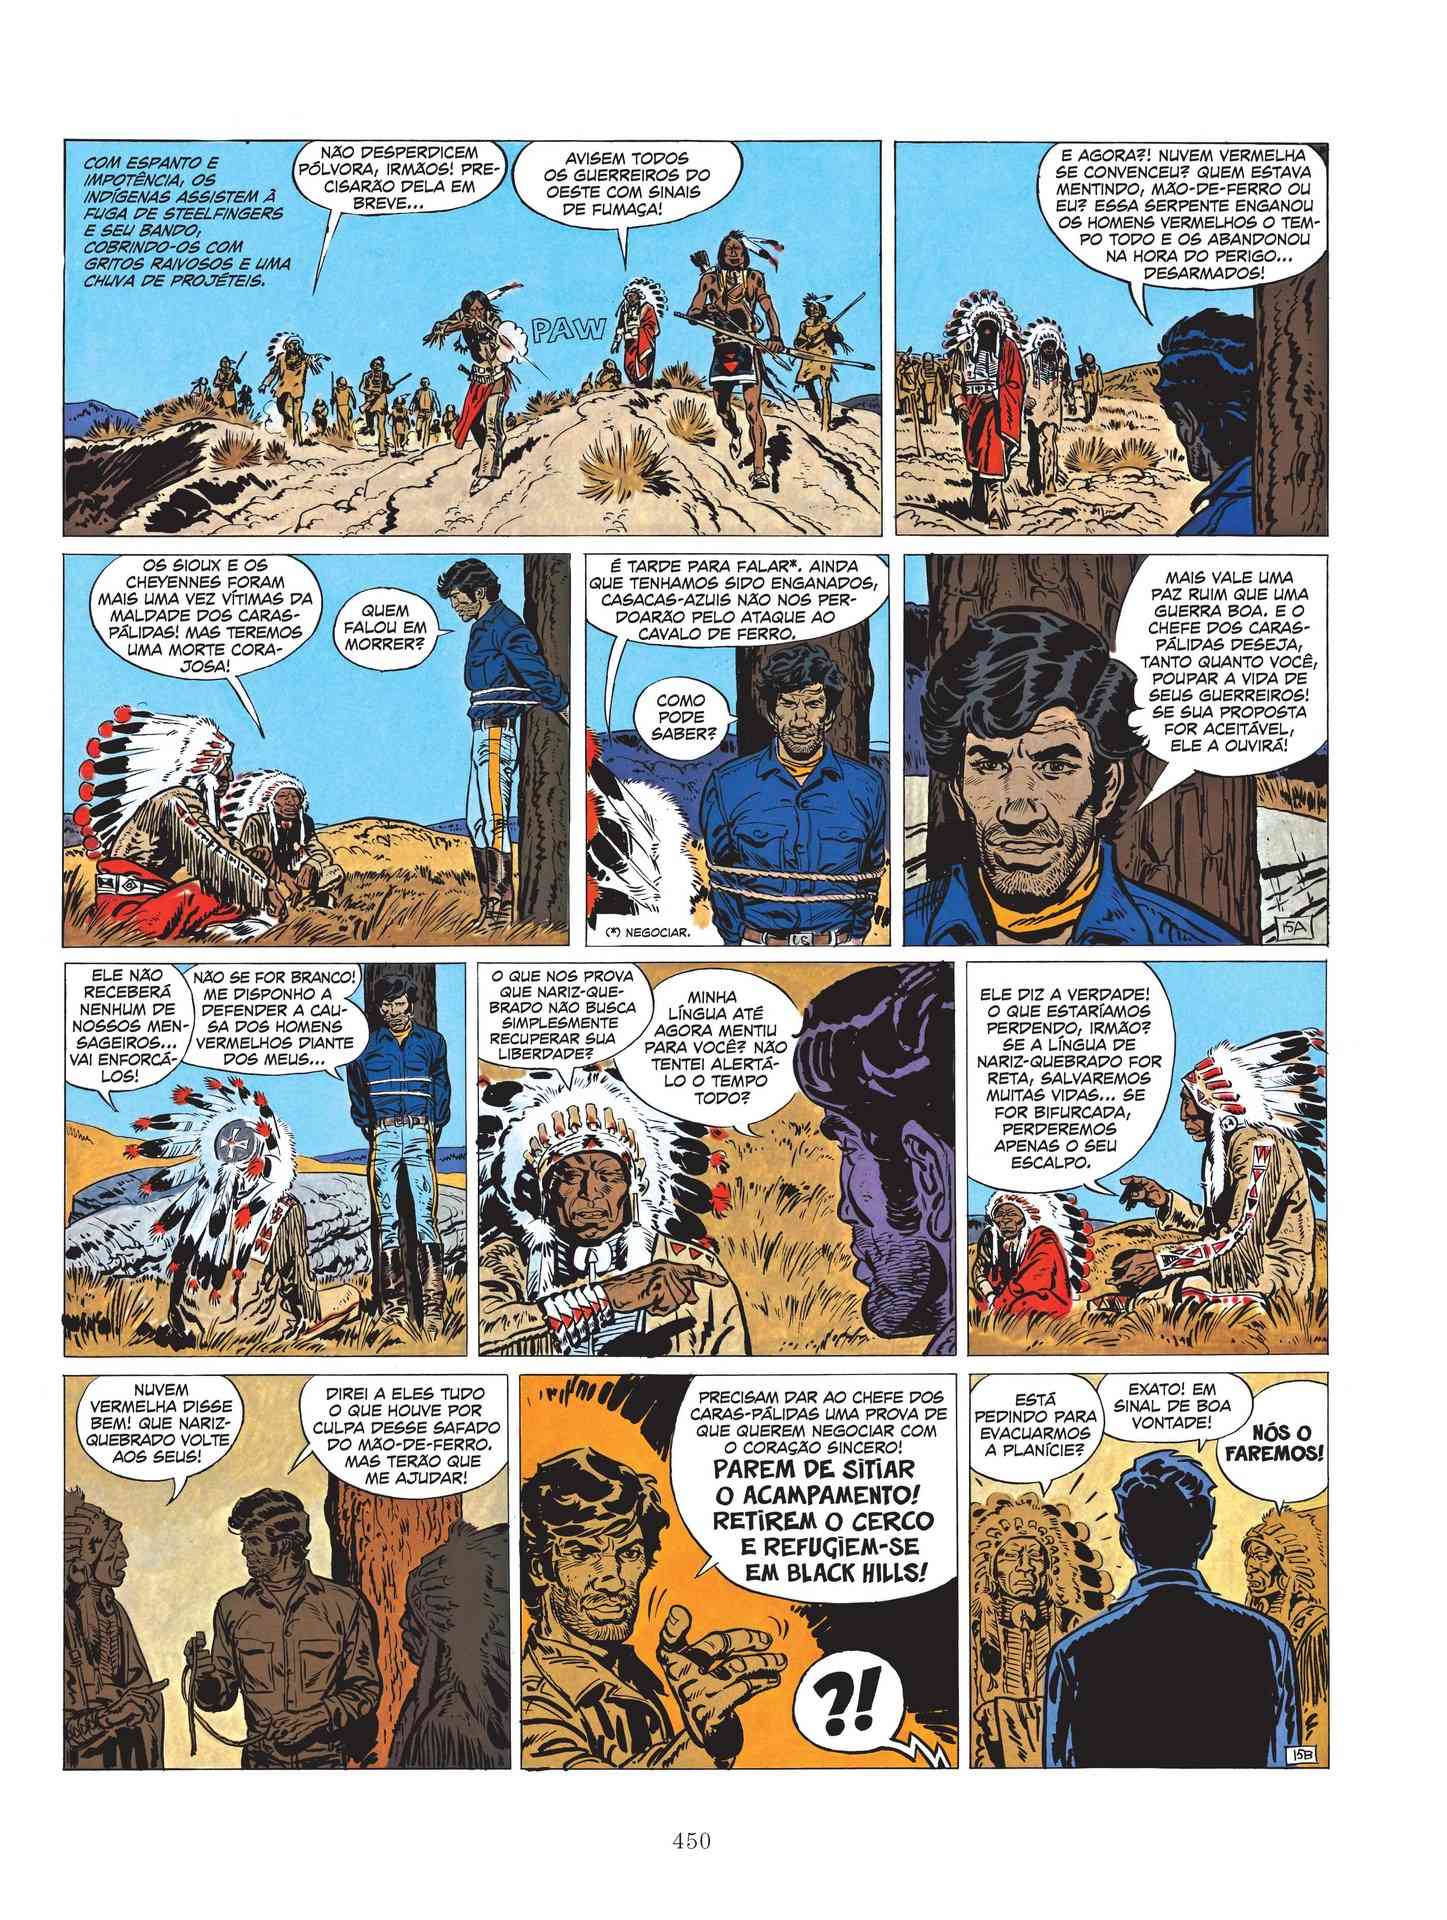 COM ESPANTO E
IMPOTÊNCIA, OS
INDÍGENAS ASSISTEM À
FUGA DE STEELFINGERS
E SEU BANDO,
COBRINDO-OS COM
GRITOS RAIVOSOS E UMA
CHUVA DE PROJÉTEIS.
NÃO DESPERDICEM
PÓLVORA, IRMÃOS! PRE-
CISARÃO DELA EM
BREVE...
AVISEM TODOS
OS GUERREIROS DO
OESTE COM SINAIS
DE FUMAÇA!
PAW
E AGORA?! NUVEM VERMELHA
SE CONVENCEU? QUEM ESTAVA
MENTINDO, MÃO-DE-FERRO OU
EU? ESSA SERPENTE ENGANOU
OS HOMENS VERMELHOS O TEM-
PO TODO E OS ABANDONOU
NA HORA DO PERIGO...
DESARMADOS!
OS SIOUX E OS
CHEYENNES FORAM
MAIS UMA VEZ VÍTIMAS DA
MALDADE DOS CARAS-
PÁLIDAS! MAS TEREMOS
UMA MORTE CORA-
JOSA!
QUEM
FALOU EM
MORRER?
É TARDE PARA FALAR*. AINDA
QUE TENHAMOS SIDO ENGANADOS,
CASACAS-AZUIS NÃO NOS PER-
DOARÃO PELO ATAQUE AO
CAVALO DE FERRO.
COMO
PODE
SABER?
(*) NEGOCIAR.
MAIS VALE UMA
PAZ RUIM QUE UMA
GUERRA BOA. E O
CHEFE DOS CARAS-
PÁLIDAS DESEJA,
TANTO QUANTO VOCÊ,
POUPAR A VIDA DE
SEUS GUERREIROS!
SE SUA PROPOSTA
FOR ACEITÁVEL,
ELE A OUVIRÁ!
15A
ELE NÃO
RECEBERÁ
NENHUM DE
NOSSOS MEN-
SAGEIROS...
VAI ENFORCÁ-
LOS!
NÃO SE FOR BRANCO!
ME DISPONHO A
DEFENDER A CAU-
SA DOS HOMENS
VERMELHOS DIANTE
DOS MEUS...
O QUE NOS PROVA
QUE NARIZ-QUE-
BRADO NÃO BUSCA
SIMPLESMENTE
RECUPERAR SUA
LIBERDADE?
MINHA
LÍNGUA ATÉ
AGORA MENTIU
PARA VOCÊ? NÃO
TENTEI ALERTÁ-
LO O TEMPO
TODO?
ELE DIZ A VERDADE!
O QUE ESTARÍAMOS
PERDENDO, IRMÃO?
SE A LÍNGUA DE
NARIZ-QUEBRADO FOR
RETA, SALVAREMOS
MUITAS VIDAS... SE
FOR BIFURCADA,
PERDEREMOS
APENAS O SEU
ESCALPO.
NUVEM
VERMELHA DISSE
BEM! QUE NARIZ-
QUEBRADO VOLTE
AOS SEUS!
DIREI A ELES TUDO
O QUE HOUVE POR
CULPA DESSE SAFADO
DO MÃO-DE-FERRO.
MAS TERÃO QUE
ME AJUDAR!
PRECISAM DAR AO CHEFE DOS
CARAS-PÁLIDAS UMA PROVA DE
QUE QUEREM NEGOCIAR COM
O CORAÇÃO SINCERO!
PAREM DE SITIAR
O ACAMPAMENTO!
RETIREM O CERCO
E REFUGIEM-SE
EM BLACK HILLS!
?!
ESTÁ
PEDINDO PARA
EVACUARMOS
A PLANÍCIE?
EXATO! EM
SINAL DE BOA
VONTADE!
NÓS O
FAREMOS!
15B
450